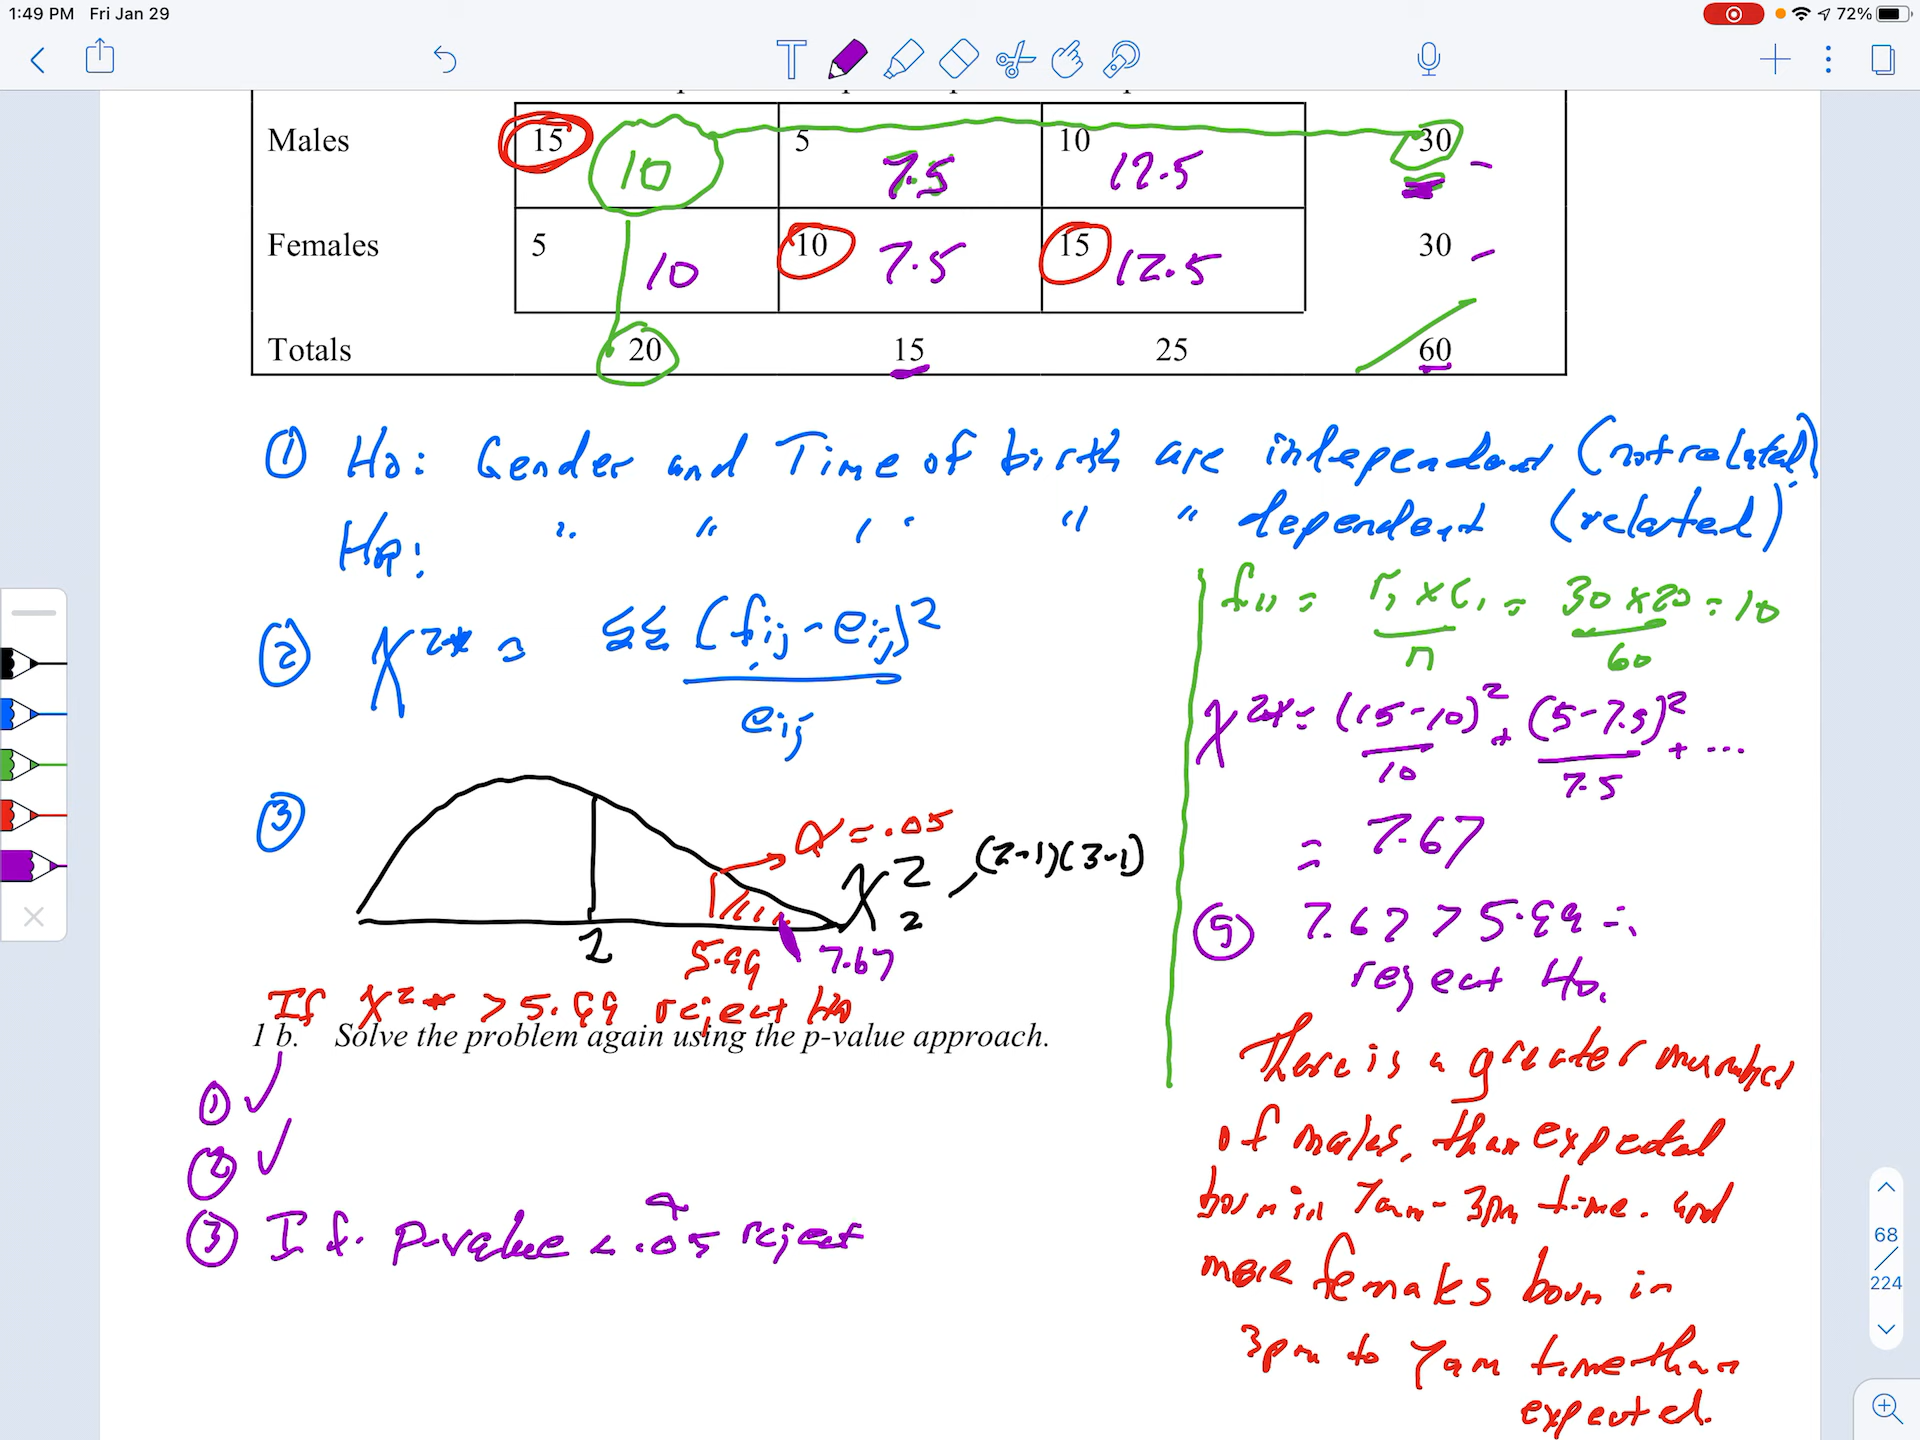 1:49 PM Fri Jan 29
72%
Males 15 10 5 7.5 10 12.5 30
Females 5 10 10 7.5 15 12.5 30
Totals 20 15 25 60
① Ho: Gender and Time of birth are independent (not related)
Ha: " " " " " dependent (related)
② χ²* = ΣΣ (fij - eij)²
eij
f11 = r1 × c1 = 30 × 20 = 10
n 60
χ²* = (15-10)² + (5-7.5)² + ...
10 7.5
= 7.67
③ α = .05
χ² 2 (2-1)(3-1)
2 5.99 7.67
If χ²* > 5.99 reject Ho
⑤ 7.67 > 5.99 ∴
reject Ho.
There is a greater number
of males, than expected
born in 7am - 3pm time. and
more females born in
3pm to 7am time than
expected.
1 b. Solve the problem again using the p-value approach.
① ✓
② ✓
③ If p-value < .05 reject
α
68
224